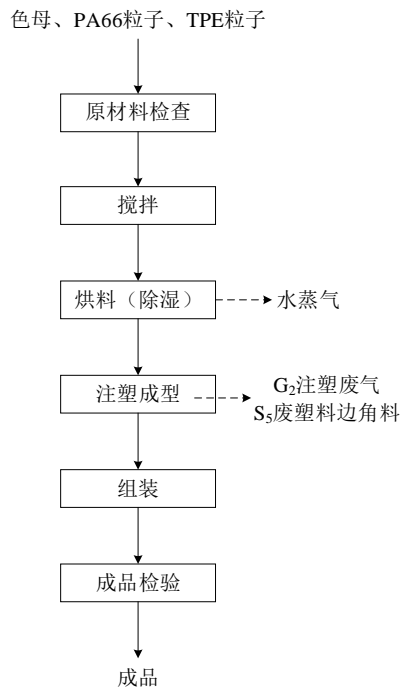 色母、PA66粒子、TPE粒子
原材料检查
搅拌
烘料（除湿）
水蒸气
注塑成型
G₂注塑废气
S₅废塑料边角料
组装
成品检验
成品